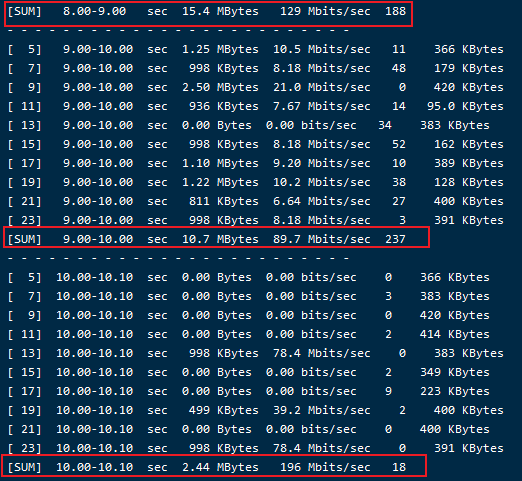 [SUM] 8.00-9.00 sec 15.4 MBytes 129 Mbits/sec 188
- - - - - - - - - - - - - - - - - - - - - - - - -
[ 5] 9.00-10.00 sec 1.25 MBytes 10.5 Mbits/sec 11 366 KBytes
[ 7] 9.00-10.00 sec 998 KBytes 8.18 Mbits/sec 48 179 KBytes
[ 9] 9.00-10.00 sec 2.50 MBytes 21.0 Mbits/sec 0 420 KBytes
[ 11] 9.00-10.00 sec 936 KBytes 7.67 Mbits/sec 14 95.0 KBytes
[ 13] 9.00-10.00 sec 0.00 Bytes 0.00 bits/sec 34 383 KBytes
[ 15] 9.00-10.00 sec 998 KBytes 8.18 Mbits/sec 52 162 KBytes
[ 17] 9.00-10.00 sec 1.10 MBytes 9.20 Mbits/sec 10 389 KBytes
[ 19] 9.00-10.00 sec 1.22 MBytes 10.2 Mbits/sec 38 128 KBytes
[ 21] 9.00-10.00 sec 811 KBytes 6.64 Mbits/sec 27 400 KBytes
[ 23] 9.00-10.00 sec 998 KBytes 8.18 Mbits/sec 3 391 KBytes
[SUM] 9.00-10.00 sec 10.7 MBytes 89.7 Mbits/sec 237
- - - - - - - - - - - - - - - - - - - - - - - - -
[ 5] 10.00-10.10 sec 0.00 Bytes 0.00 bits/sec 0 366 KBytes
[ 7] 10.00-10.10 sec 0.00 Bytes 0.00 bits/sec 3 383 KBytes
[ 9] 10.00-10.10 sec 0.00 Bytes 0.00 bits/sec 0 420 KBytes
[ 11] 10.00-10.10 sec 0.00 Bytes 0.00 bits/sec 2 414 KBytes
[ 13] 10.00-10.10 sec 998 KBytes 78.4 Mbits/sec 0 383 KBytes
[ 15] 10.00-10.10 sec 0.00 Bytes 0.00 bits/sec 2 349 KBytes
[ 17] 10.00-10.10 sec 0.00 Bytes 0.00 bits/sec 9 223 KBytes
[ 19] 10.00-10.10 sec 499 KBytes 39.2 Mbits/sec 2 400 KBytes
[ 21] 10.00-10.10 sec 0.00 Bytes 0.00 bits/sec 0 400 KBytes
[ 23] 10.00-10.10 sec 998 KBytes 78.4 Mbits/sec 0 391 KBytes
[SUM] 10.00-10.10 sec 2.44 MBytes 196 Mbits/sec 18